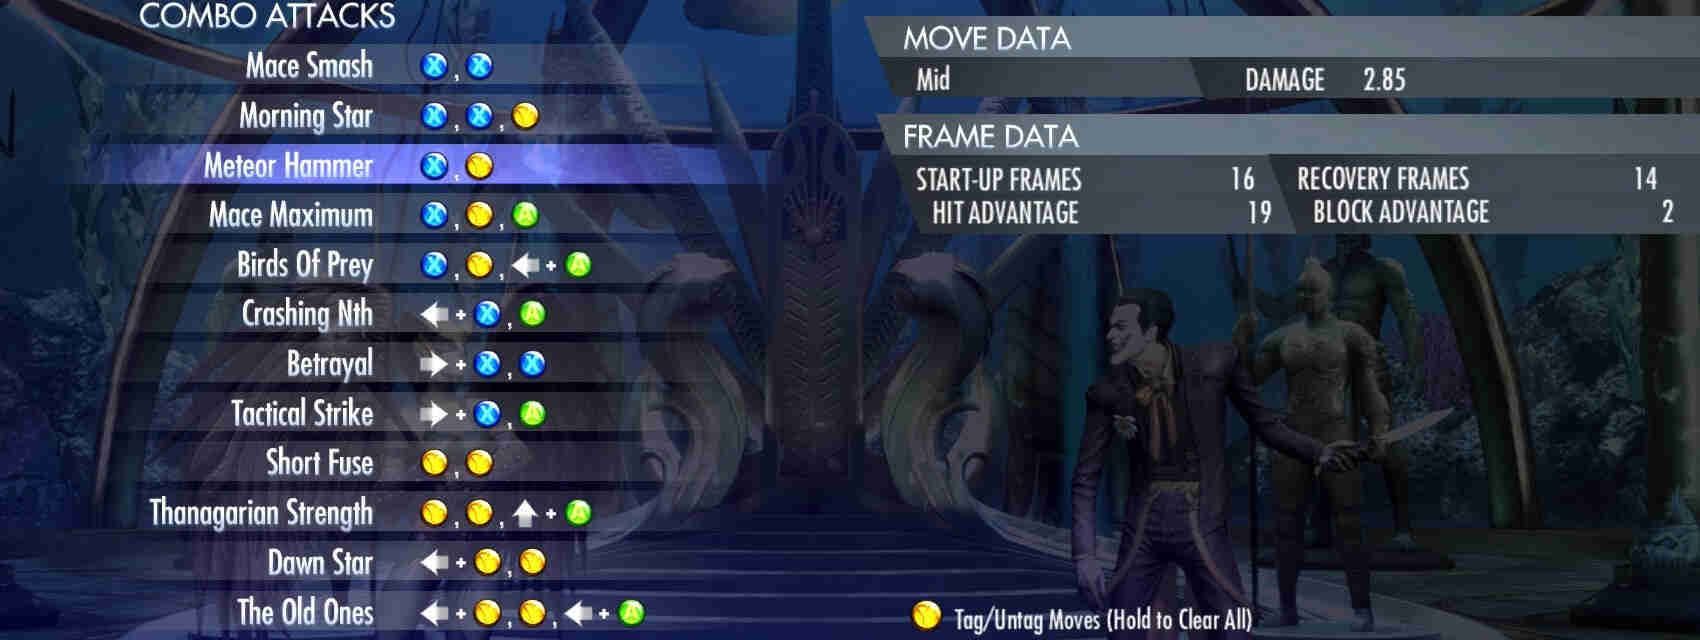 COMBO ATTACKS
Mace Smash X , X
Morning Star X , X , Y
Meteor Hammer X , Y
Mace Maximum X , Y , A
Birds Of Prey X , Y , + A
Crashing Nth + X , A
Betrayal + X , X
Tactical Strike + X , A
Short Fuse Y , Y
Thanagarian Strength Y , Y , + A
Dawn Star + Y , Y
The Old Ones + Y , Y , + A
MOVE DATA
Mid DAMAGE 2.85
FRAME DATA
START-UP FRAMES 16 RECOVERY FRAMES 14
HIT ADVANTAGE 19 BLOCK ADVANTAGE 2
Y Tag/Untag Moves (Hold to Clear All)